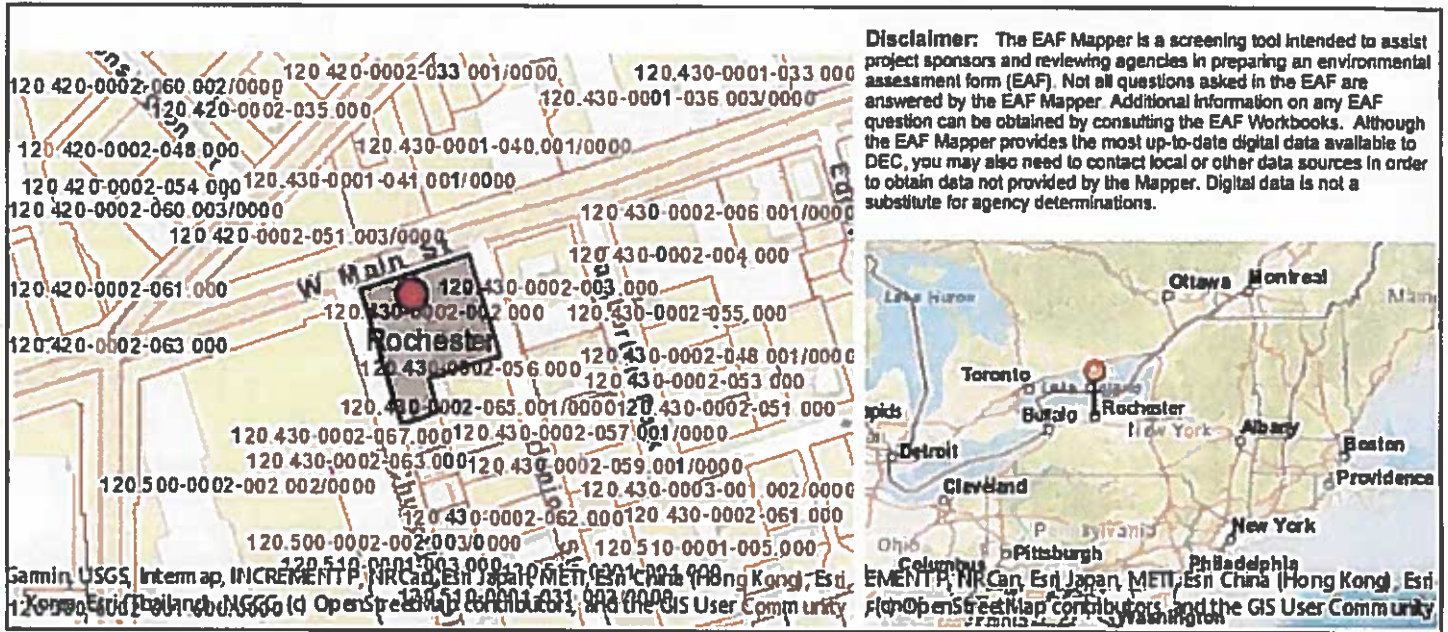 Disclaimer: The EAF Mapper is a screening tool intended to assist
project sponsors and reviewing agencies in preparing an environmental
assessment form (EAF). Not all questions asked in the EAF are
answered by the EAF Mapper. Additional information on any EAF
question can be obtained by consulting the EAF Workbooks. Although
the EAF Mapper provides the most up-to-date digital data available to
DEC, you may also need to contact local or other data sources in order
to obtain data not provided by the Mapper. Digital data is not a
substitute for agency determinations.
120.420-0002-060.002/0000
120.420-0002-033.001/0000
120.430-0001-033.000
120.430-0001-036.003/0000
120.420-0002-035.000
120.420-0002-048.000
120.430-0001-040.001/0000
120.420-0002-054.000
120.430-0001-041.001/0000
120.420-0002-060.003/0000
120.430-0002-006.001/0000
120.420-0002-051.003/0000
120.430-0002-004.000
W Main St
120.420-0002-061.000
120.430-0002-003.000
120.430-0002-002.000
120.430-0002-055.000
Rochester
120.420-0002-063.000
120.430-0002-048.001/0000
120.430-0002-056.000
120.430-0002-053.000
120.430-0002-065.001/0000
120.430-0002-051.000
120.430-0002-067.000
120.430-0002-057.001/0000
120.430-0002-063.000
120.430-0002-059.001/0000
120.500-0002-002.002/0000
120.430-0003-001.002/0000
120.430-0002-062.000
120.430-0002-061.000
120.500-0002-002.003/0000
120.510-0001-005.000
120.510-0001-003.000
Garmin, USGS, Intermap, INCREMENT P, NRCan, Esri Japan, METI, Esri China (Hong Kong), Esri
Korea, Esri (Thailand), NGCC, (c) OpenStreetMap contributors, and the GIS User Community
Lake Huron
Ottawa
Montreal
Toronto
Lake Ontario
Buffalo
Rochester
New York
Albany
Boston
Detroit
Providence
Cleveland
New York
Ohio
Pittsburgh
Philadelphia
Columbus
EMENT P, NRCan, Esri Japan, METI, Esri China (Hong Kong), Esri
OpenStreetMap contributors, and the GIS User Community
Washington